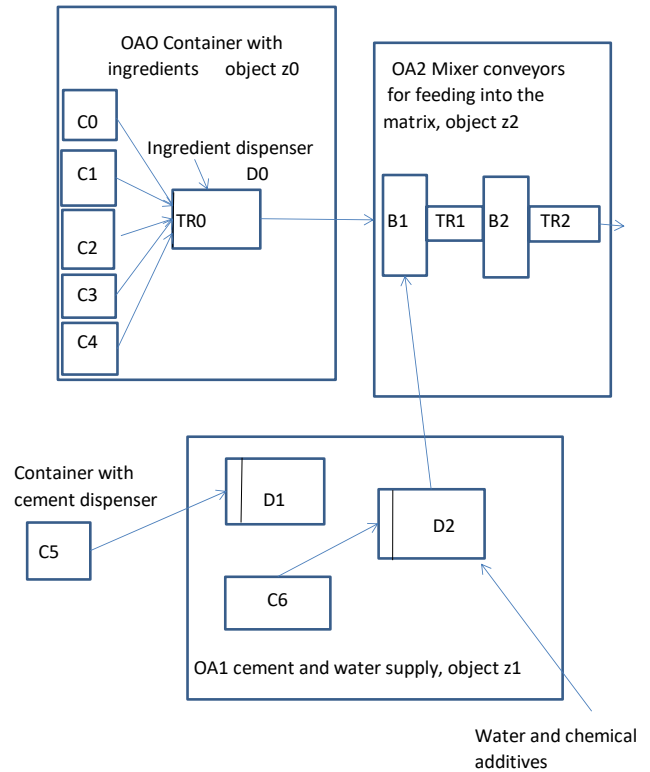 OAO Container with
ingredients object z0
C0
C1
C2
C3
C4
Ingredient dispenser
D0
TR0
OA2 Mixer conveyors
for feeding into the
matrix, object z2
B1
TR1
B2
TR2
Container with
cement dispenser
C5
D1
D2
C6
OA1 cement and water supply, object z1
Water and chemical
additives